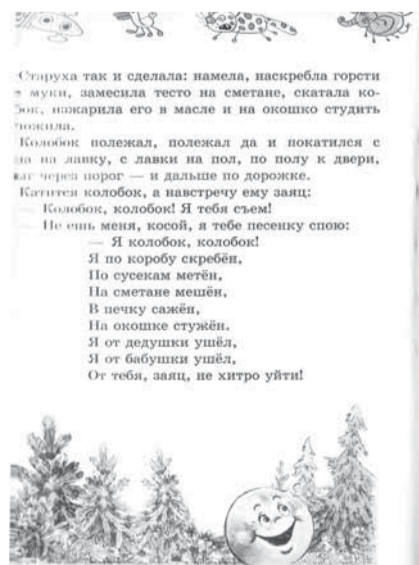 Старуха так и сделала: намела, наскребла горсти
муки, замесила тесто на сметане, скатала ко-
нажарила его в масле и на окошко студить
Колобок полежал, полежал да и покатился с
на лавку, с лавки на пол, по полу к двери,
через порог — и дальше по дорожке.
Катится колобок, а навстречу ему заяц:
— Колобок, колобок! Я тебя съем!
— Не ешь меня, косой, я тебе песенку спою:
— Я колобок, колобок!
Я по коробу скребён,
По сусекам метён,
На сметане мешён,
В печку сажён,
На окошке стужён.
Я от дедушки ушёл,
Я от бабушки ушёл,
От тебя, заяц, не хитро уйти!